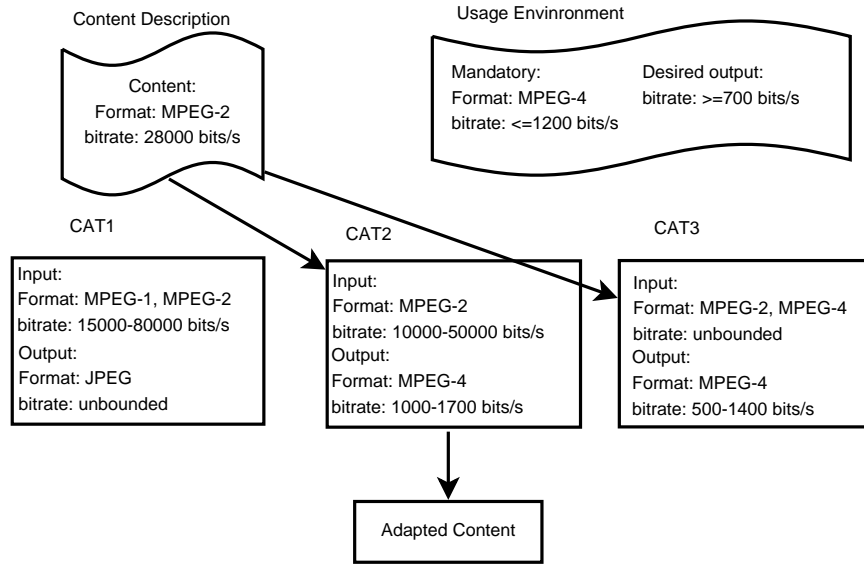 Content Description
Content:
Format: MPEG-2
bitrate: 28000 bits/s
Usage Envinronment
Mandatory:
Format: MPEG-4
bitrate: <=1200 bits/s
Desired output:
bitrate: >=700 bits/s
CAT1
Input:
Format: MPEG-1, MPEG-2
bitrate: 15000-80000 bits/s
Output:
Format: JPEG
bitrate: unbounded
CAT2
Input:
Format: MPEG-2
bitrate: 10000-50000 bits/s
Output:
Format: MPEG-4
bitrate: 1000-1700 bits/s
CAT3
Input:
Format: MPEG-2, MPEG-4
bitrate: unbounded
Output:
Format: MPEG-4
bitrate: 500-1400 bits/s
Adapted Content